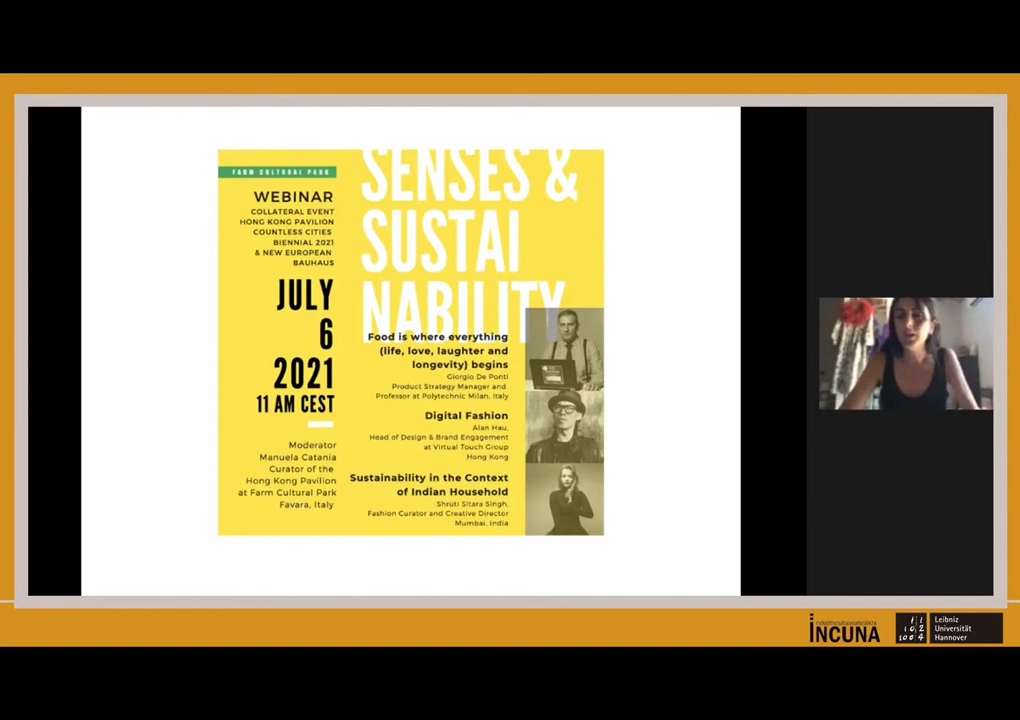 FARM CULTURAL PARK
WEBINAR
COLLATERAL EVENT
HONG KONG PAVILION
COUNTLESS CITIES
BIENNIAL 2021
& NEW EUROPEAN
BAUHAUS
JULY
6
2021
11 AM CEST
Moderator
Manuela Catania
Curator of the
Hong Kong Pavilion
at Farm Cultural Park
Favara, Italy
SENSES &
SUSTAI
NABILITY
Food is where everything
(life, love, laughter and
longevity) begins
Giorgio De Ponti
Product Strategy Manager and
Professor at Polytechnic Milan, Italy
Digital Fashion
Alan Hau,
Head of Design & Brand Engagement
at Virtual Touch Group
Hong Kong
Sustainability in the Context
of Indian Household
Shruti Sitara Singh,
Fashion Curator and Creative Director
Mumbai, India
INCUNA
Leibniz
Universität
Hannover